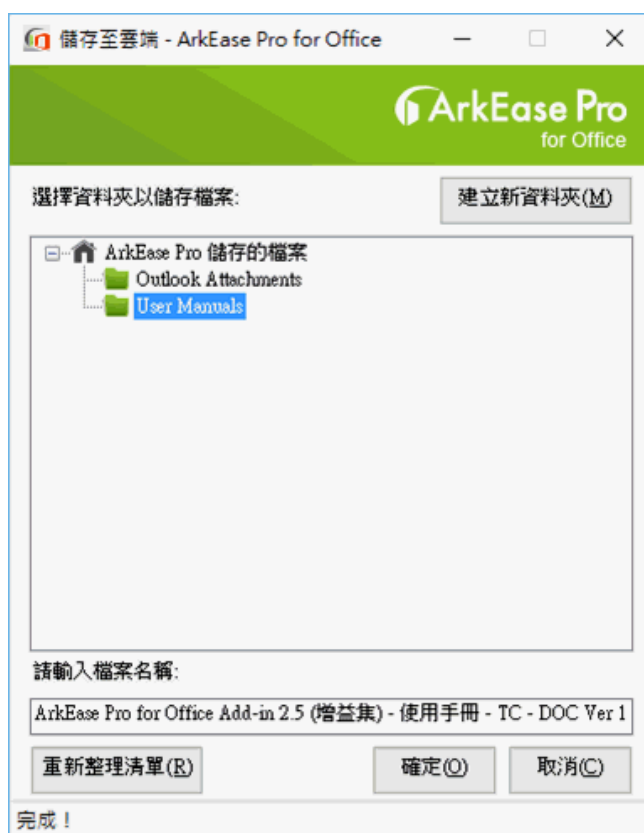 儲存至雲端 - ArkEase Pro for Office
ArkEase Pro
for Office
選擇資料夾以儲存檔案:
建立新資料夾(M)
ArkEase Pro 儲存的檔案
Outlook Attachments
User Manuals
請輸入檔案名稱:
ArkEase Pro for Office Add-in 2.5 (增益集) - 使用手冊 - TC - DOC Ver 1
重新整理清單(R)
確定(O)
取消(C)
完成！